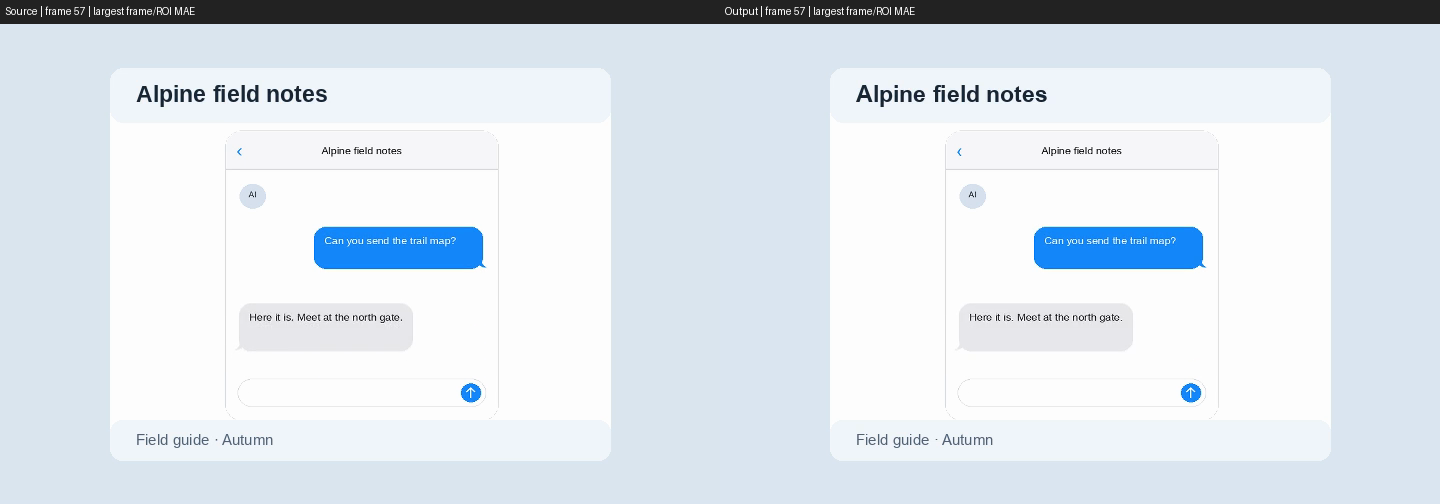 Source | frame 57 | largest frame/ROI MAE
Alpine field notes
‹ Alpine field notes
AI
Can you send the trail map?
Here it is. Meet at the north gate.
Field guide · Autumn
Output | frame 57 | largest frame/ROI MAE
Alpine field notes
‹ Alpine field notes
AI
Can you send the trail map?
Here it is. Meet at the north gate.
Field guide · Autumn